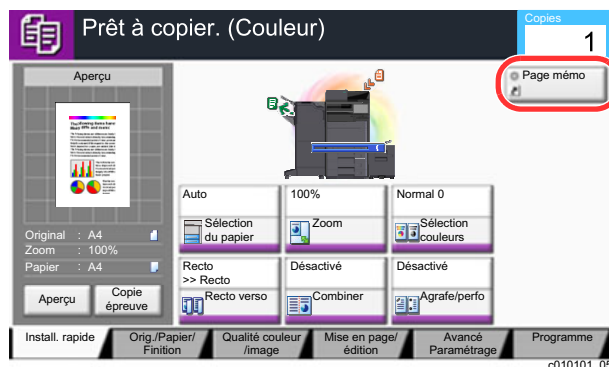 Prêt à copier. (Couleur)
Copies
1
Page mémo
Aperçu
Original : A4
Zoom : 100%
Papier : A4
Aperçu
Copie
épreuve
Auto
Sélection
du papier
100%
Zoom
Normal 0
Sélection
couleurs
Recto
>> Recto
Recto verso
Désactivé
Combiner
Désactivé
Agrafe/perfo
Install. rapide
Orig./Papier/
Finition
Qualité couleur
/image
Mise en page/
édition
Avancé
Paramétrage
Programme
c010101_05